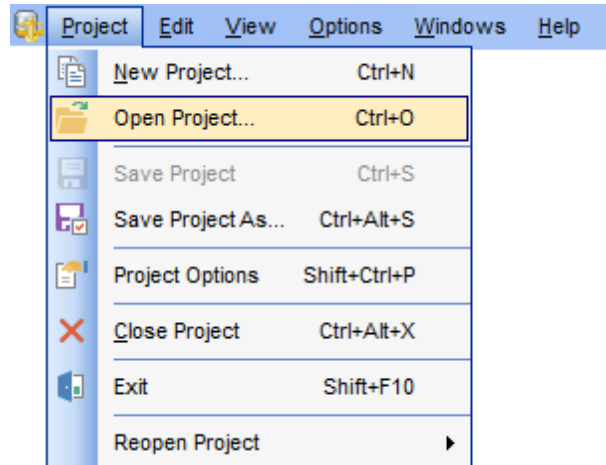 Project Edit View Options Windows Help
New Project... Ctrl+N
Open Project... Ctrl+O
Save Project Ctrl+S
Save Project As... Ctrl+Alt+S
Project Options Shift+Ctrl+P
Close Project Ctrl+Alt+X
Exit Shift+F10
Reopen Project